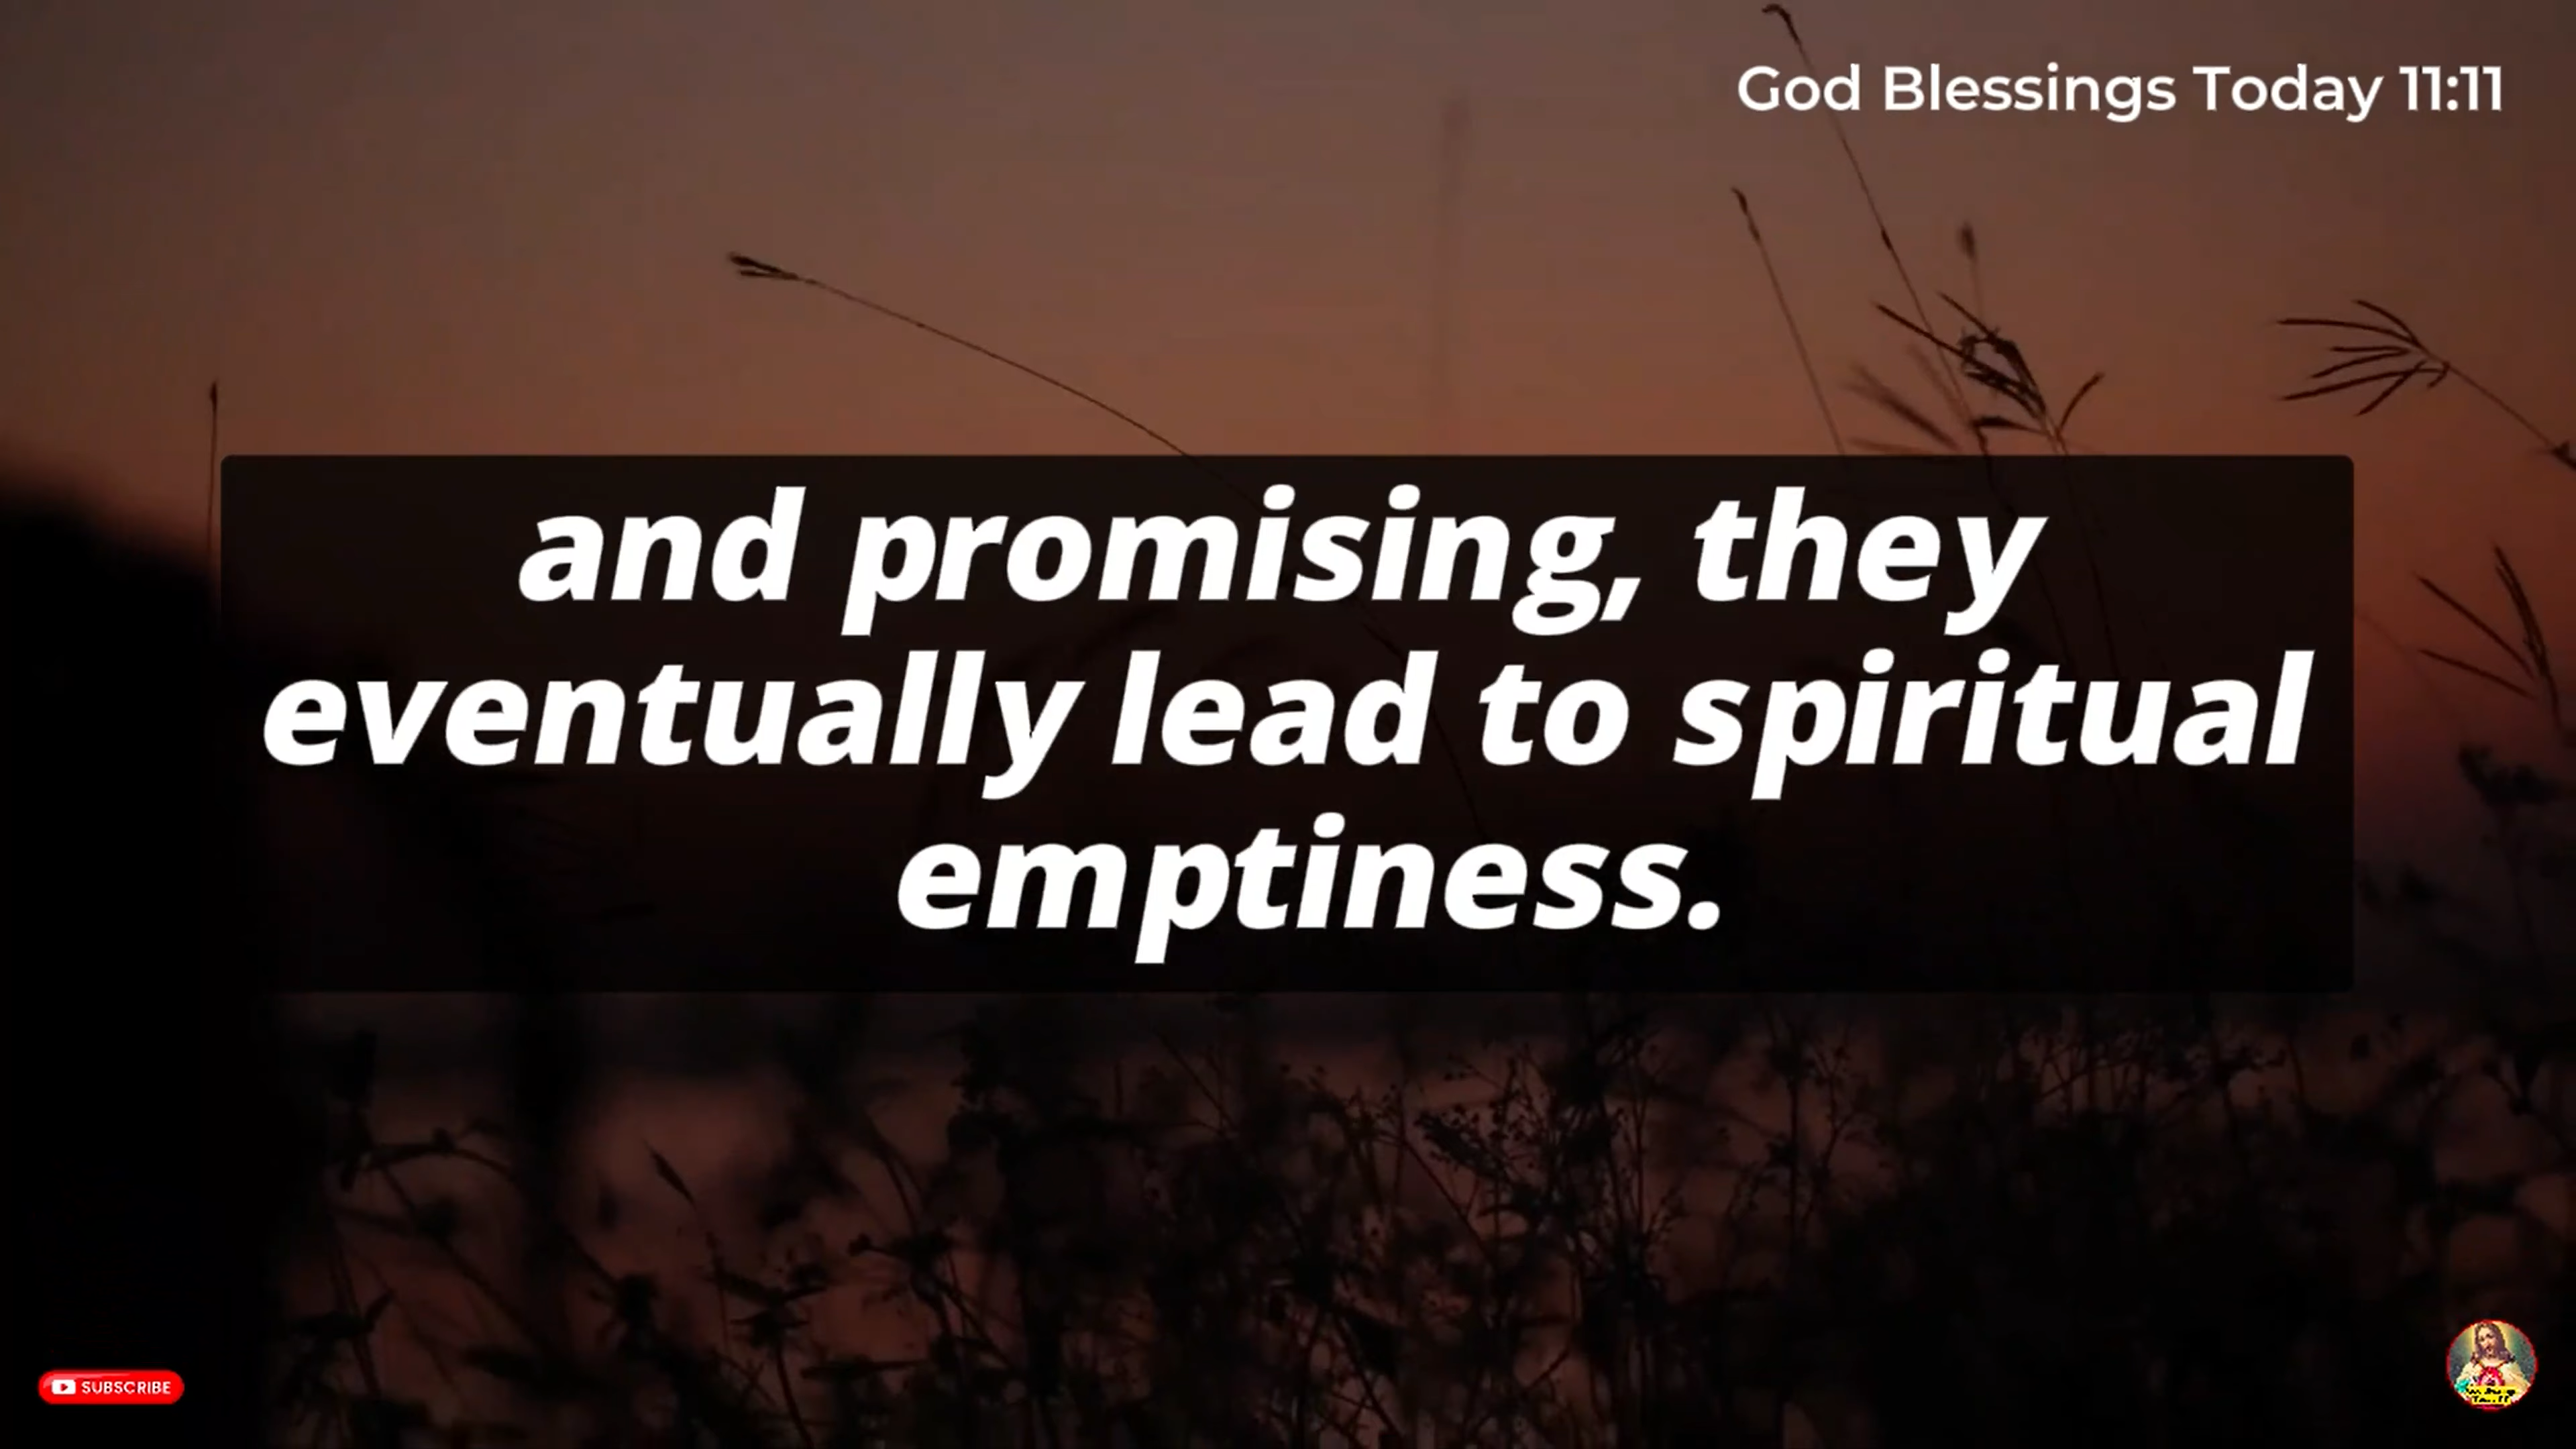 God Blessings Today 11:11
and promising, they
eventually lead to spiritual
emptiness.
SUBSCRIBE